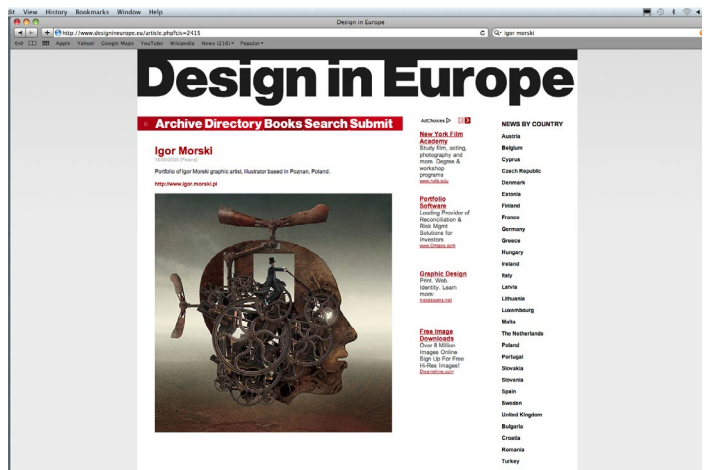 dit View History Bookmarks Window Help
Design in Europe
http://www.designineurope.eu/article.php?cis=2415
igor morski
Apple Yahoo! Google Maps YouTube Wikipedia News (216) Popular
Design in Europe
Archive Directory Books Search Submit
Igor Morski
(Poland)
Portfolio of Igor Morski graphic artist, illustrator based in Poznan, Poland.
http://www.igor.morski.pl
AdChoices
New York Film
Academy
Study film, acting,
photography and
more. Degree &
workshop
programs
www.nyfa.edu
Portfolio
Software
Leading Provider of
Reconciliation &
Risk Mgmt
Solutions for
Investors
Graphic Design
Print. Web.
Identity. Learn
more:
Free Image
Downloads
Over 8 Million
Images Online
Sign Up For Free
Hi-Res Images!
Dreamstime.com
NEWS BY COUNTRY
Austria
Belgium
Cyprus
Czech Republic
Denmark
Estonia
Finland
France
Germany
Greece
Hungary
Ireland
Italy
Latvia
Lithuania
Luxembourg
Malta
The Netherlands
Poland
Portugal
Slovakia
Slovenia
Spain
Sweden
United Kingdom
Bulgaria
Croatia
Romania
Turkey